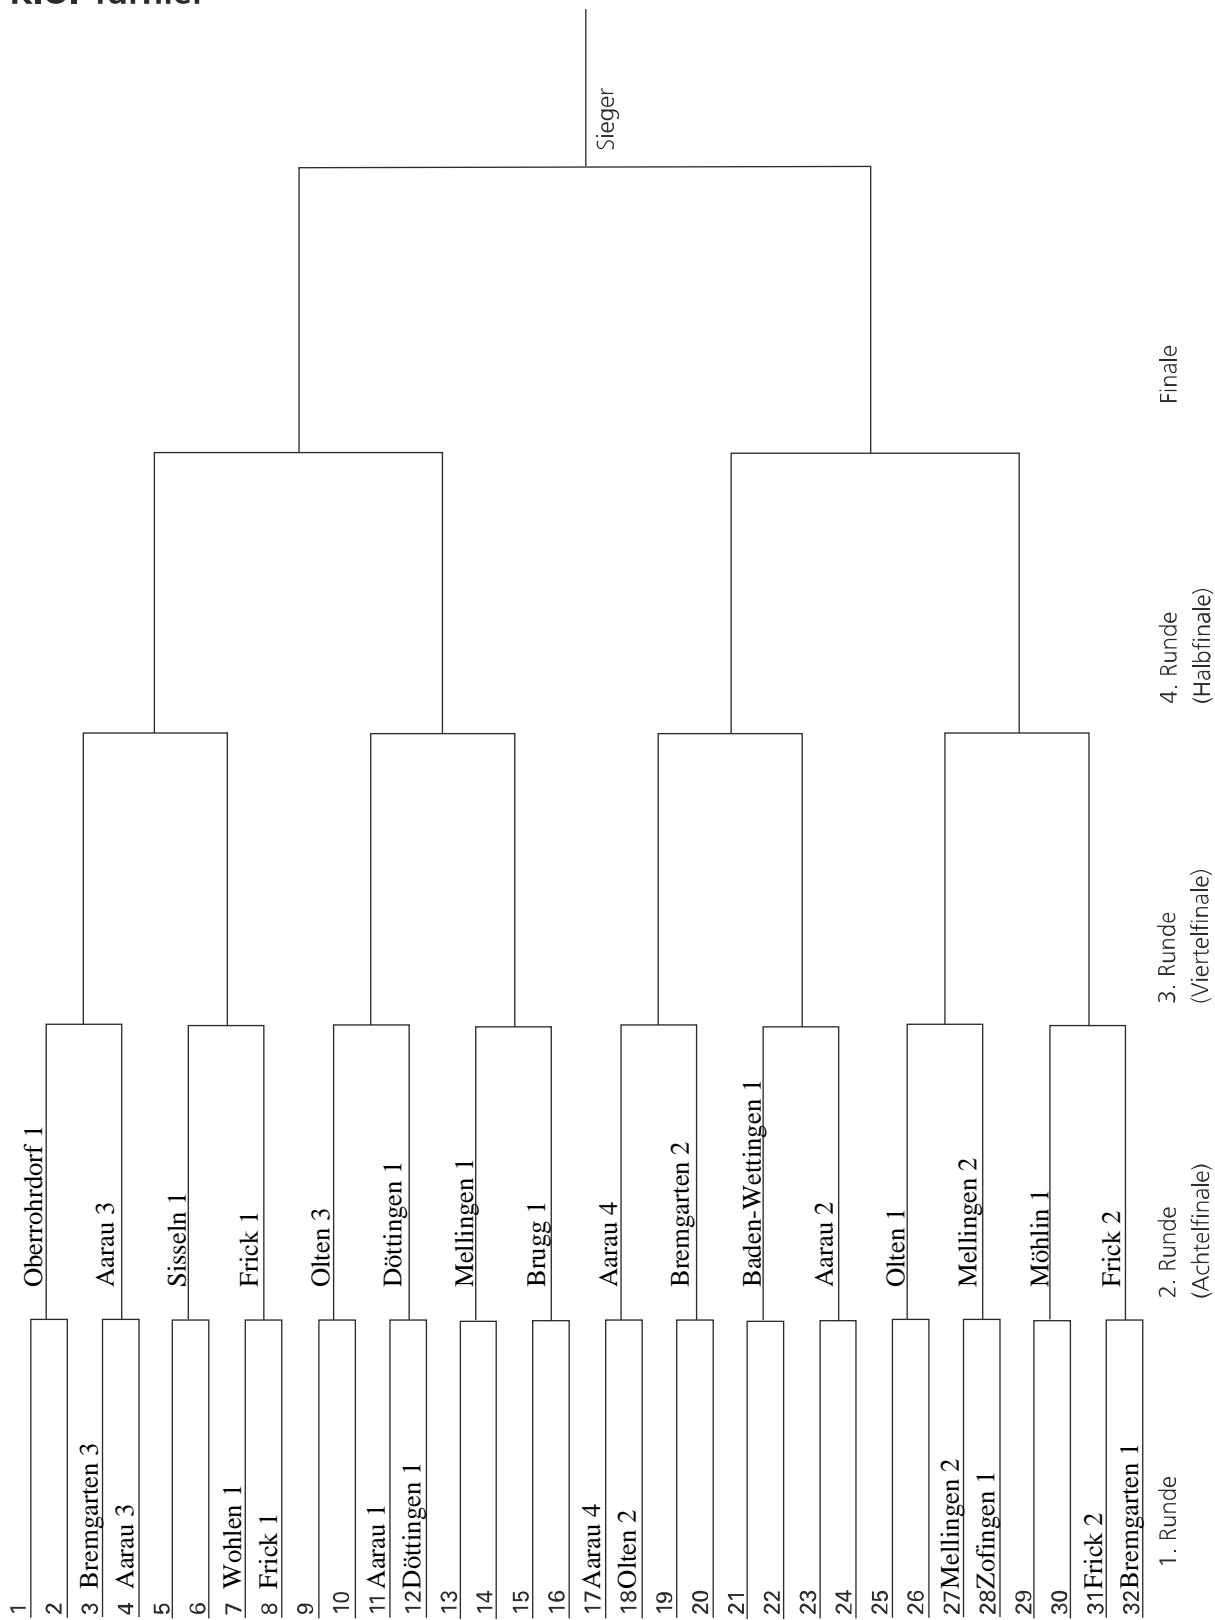 K.O. Turnier
1
2
3 Bremgarten 3
4 Aarau 3
5
6
7 Wohlen 1
8 Frick 1
9
10
11 Aarau 1
12 Döttingen 1
13
14
15
16
17 Aarau 4
18 Olten 2
19
20
21
22
23
24
25
26
27 Mellingen 2
28 Zofingen 1
29
30
31 Frick 2
32 Bremgarten 1
1. Runde
Oberrohrdorf 1
Aarau 3
Sisseln 1
Frick 1
Olten 3
Döttingen 1
Mellingen 1
Brugg 1
Aarau 4
Bremgarten 2
Baden-Wettingen 1
Aarau 2
Olten 1
Mellingen 2
Möhlin 1
Frick 2
2. Runde
(Achtelfinale)
3. Runde
(Viertelfinale)
4. Runde
(Halbfinale)
Finale
Sieger